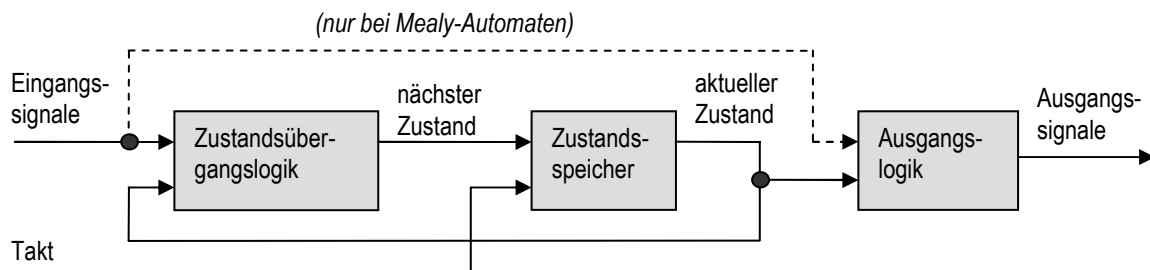 (nur bei Mealy-Automaten)
Eingangs-
signale
nächster
Zustand
aktueller
Zustand
Ausgangs-
signale
Zustandsüber-
gangslogik
Zustands-
speicher
Ausgangs-
logik
Takt